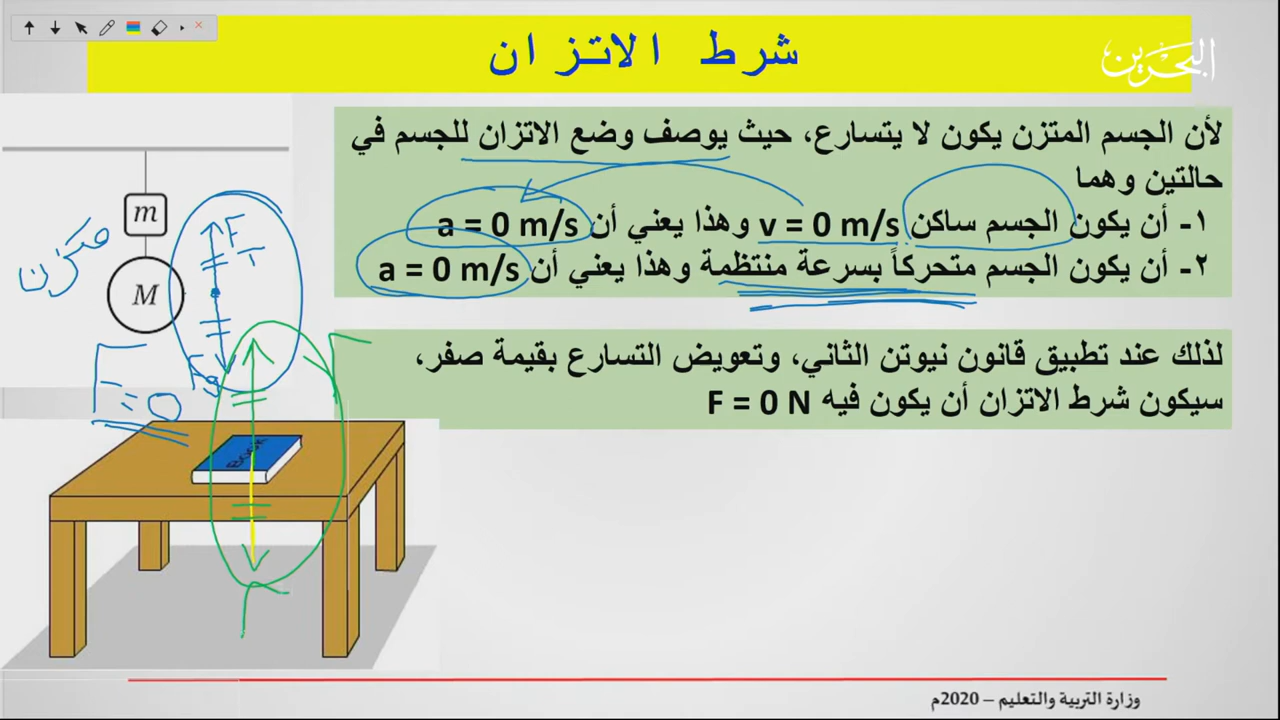 شرط الاتزان
البحرين
لأن الجسم المتزن يكون لا يتسارع، حيث يوصف وضع الاتزان للجسم في
حالتين وهما
١- أن يكون الجسم ساكن v = 0 m/s وهذا يعني أن a = 0 m/s
٢- أن يكون الجسم متحركاً بسرعة منتظمة وهذا يعني أن a = 0 m/s
لذلك عند تطبيق قانون نيوتن الثاني، وتعويض التسارع بقيمة صفر،
سيكون شرط الاتزان أن يكون فيه F = 0 N
m
M
متزن
F
T
F
g
F=0
BOOK
وزارة التربية والتعليم – 2020م